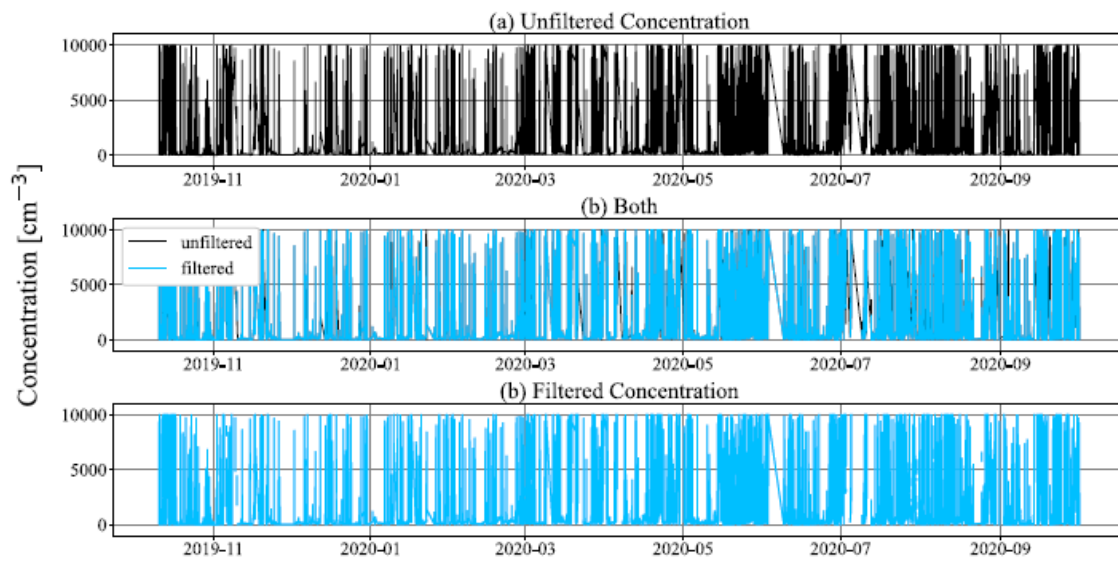 (a) Unfiltered Concentration
10000
5000
0
2019-11 2020-01 2020-03 2020-05 2020-07 2020-09
Concentration [cm⁻³]
(b) Both
10000
5000
0
unfiltered
filtered
2019-11 2020-01 2020-03 2020-05 2020-07 2020-09
(b) Filtered Concentration
10000
5000
0
2019-11 2020-01 2020-03 2020-05 2020-07 2020-09